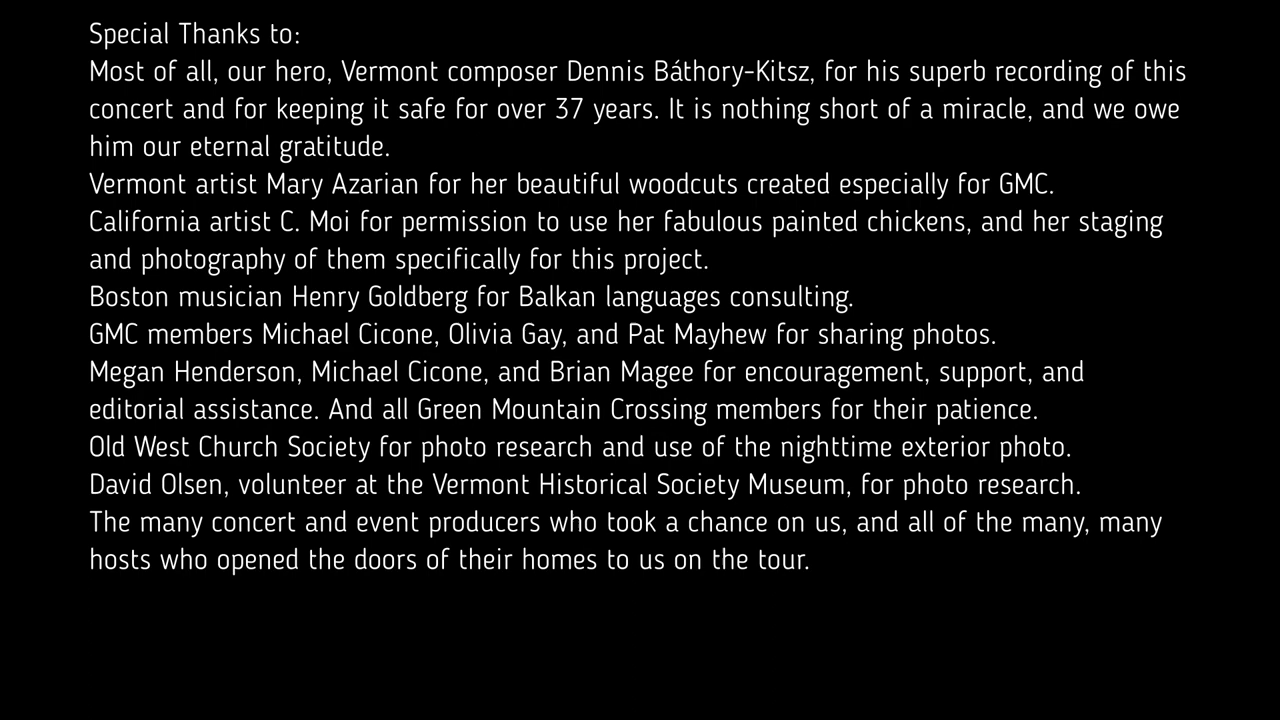 Special Thanks to:
Most of all, our hero, Vermont composer Dennis Báthory-Kitsz, for his superb recording of this
concert and for keeping it safe for over 37 years. It is nothing short of a miracle, and we owe
him our eternal gratitude.
Vermont artist Mary Azarian for her beautiful woodcuts created especially for GMC.
California artist C. Moi for permission to use her fabulous painted chickens, and her staging
and photography of them specifically for this project.
Boston musician Henry Goldberg for Balkan languages consulting.
GMC members Michael Cicone, Olivia Gay, and Pat Mayhew for sharing photos.
Megan Henderson, Michael Cicone, and Brian Magee for encouragement, support, and
editorial assistance. And all Green Mountain Crossing members for their patience.
Old West Church Society for photo research and use of the nighttime exterior photo.
David Olsen, volunteer at the Vermont Historical Society Museum, for photo research.
The many concert and event producers who took a chance on us, and all of the many, many
hosts who opened the doors of their homes to us on the tour.